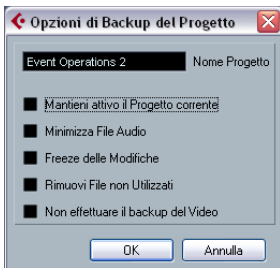 Opzioni di Backup del Progetto
Event Operations 2 Nome Progetto
Mantieni attivo il Progetto corrente
Minimizza File Audio
Freeze delle Modifiche
Rimuovi File non Utilizzati
Non effettuare il backup del Video
OK Annulla